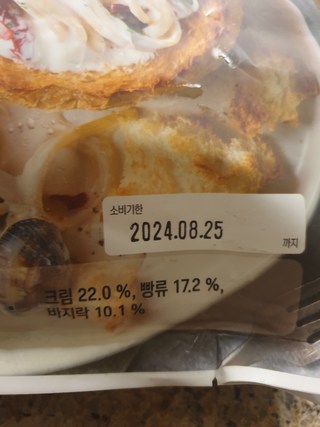 소비기한
2024.08.25
까지
크림 22.0 %, 빵류 17.2 %,
바지락 10.1 %